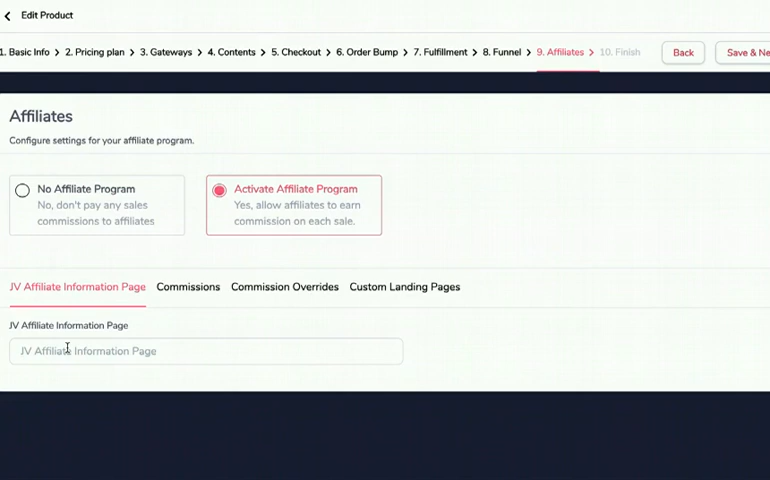 Edit Product
1. Basic Info > 2. Pricing plan > 3. Gateways > 4. Contents > 5. Checkout > 6. Order Bump > 7. Fulfillment > 8. Funnel > 9. Affiliates > 10. Finish Back Save & Ne
Affiliates
Configure settings for your affiliate program.
No Affiliate Program
No, don't pay any sales
commissions to affiliates
Activate Affiliate Program
Yes, allow affiliates to earn
commission on each sale.
JV Affiliate Information Page Commissions Commission Overrides Custom Landing Pages
JV Affiliate Information Page
JV Affiliate Information Page